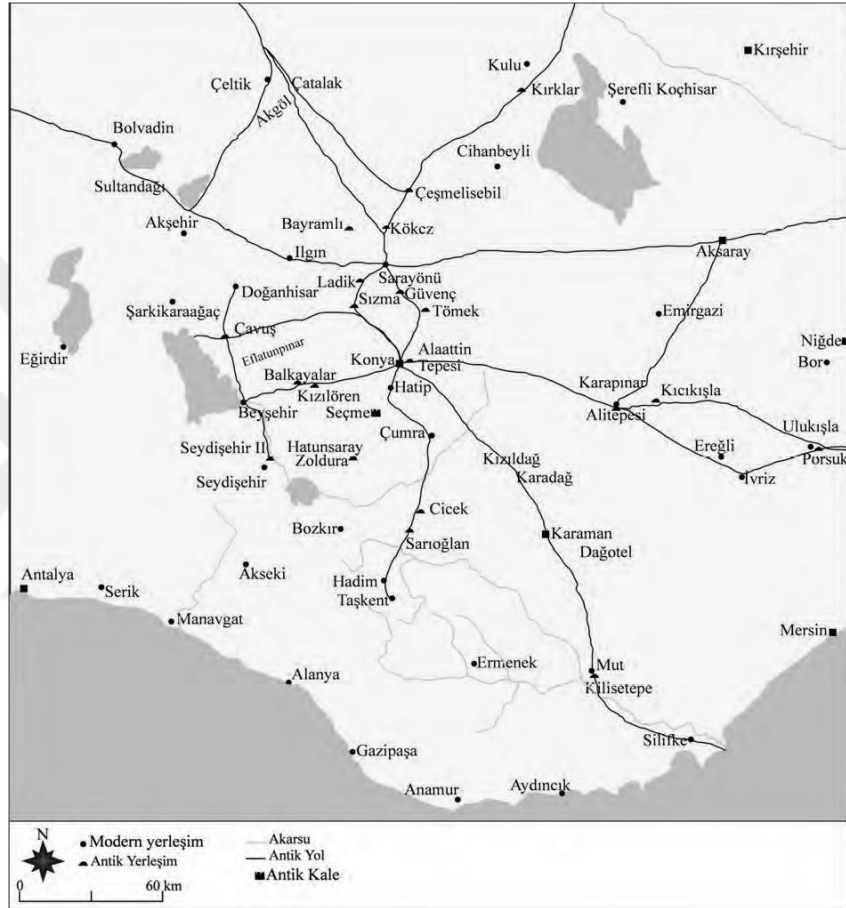 Kırşehir
Kulu
Çeltik
Çatalak
Kırklar
Şerefli Koçhisar
Akgöl
Bolvadin
Cihanbeyli
Sultandağı
Çeşmelisebil
Akşehir
Bayramlı
Kökcz
Aksaray
Ilgın
Sarayönü
Ladik
Doğanhisar
Güvenç
Şarkikaraağaç
Sızma
Tömek
Emirgazi
Çavuş
Niğde
Eğirdir
Eflatunpınar
Konya
Alaattin
Tepesi
Bor
Balkayalar
Hatip
Karapınar
Kıcıkışla
Kızılören
Beyşehir
Seçme
Alitepesi
Çumra
Ulukışla
Seydişehir II
Hatunsaray
Zoldura
Kızıldağ
Ereğli
Porsuk
Seydişehir
Karadağ
İvriz
Cicek
Bozkır
Sarıoğlan
Karaman
Dağotel
Akseki
Hadim
Antalya
Serik
Taşkent
Manavgat
Mersin
Ermenek
Mut
Alanya
Kilisetepe
Silifke
Gazipaşa
Anamur
Aydıncık
N
Modern yerleşim
Antik Yerleşim
0 60 km
Akarsu
Antik Yol
Antik Kale